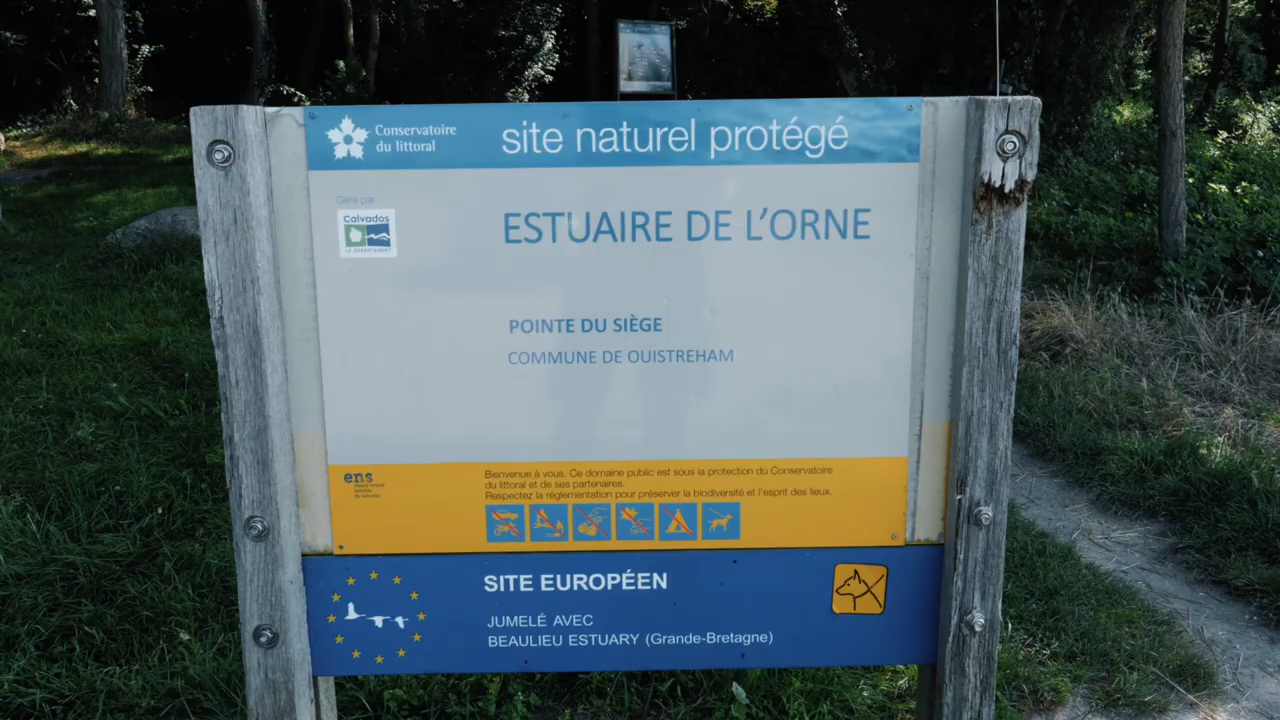 Conservatoire
du littoral
site naturel protégé
Géré par
Calvados
LE DÉPARTEMENT
ESTUAIRE DE L'ORNE
POINTE DU SIÈGE
COMMUNE DE OUISTREHAM
ens
Bienvenue à vous. Ce domaine public est sous la protection du Conservatoire
du littoral et de ses partenaires.
Respectez la réglementation pour préserver la biodiversité et l'esprit des lieux.
SITE EUROPÉEN
JUMELÉ AVEC
BEAULIEU ESTUARY (Grande-Bretagne)